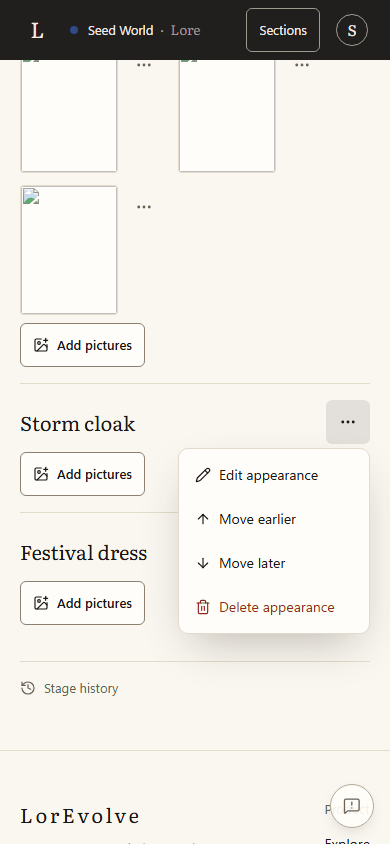 L
Seed World · Lore
Sections
S
Add pictures
Storm cloak
Add pictures
Edit appearance
Move earlier
Move later
Delete appearance
Festival dress
Add pictures
Stage history
LorEvolve
Explore